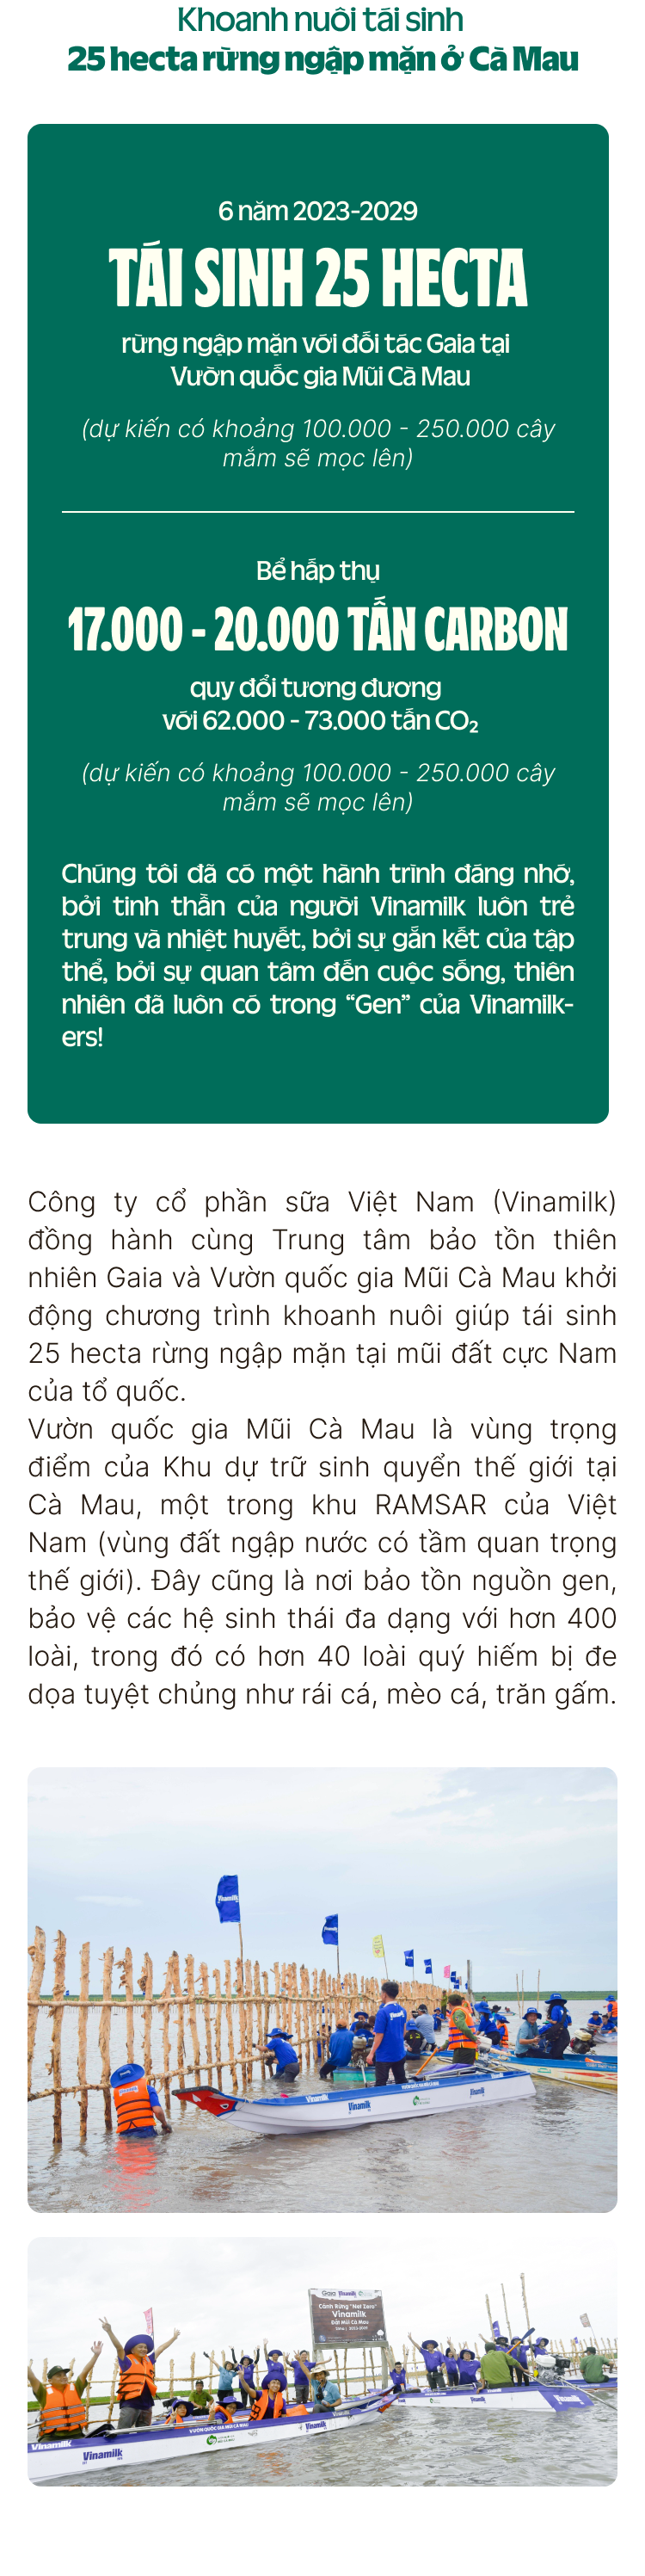 Khoanh nuôi tái sinh
25 hecta rừng ngập mặn ở Cà Mau
6 năm 2023-2029
TÁI SINH 25 HECTA
rừng ngập mặn với đối tác Gaia tại
Vườn quốc gia Mũi Cà Mau
(dự kiến có khoảng 100.000 - 250.000 cây
mắm sẽ mọc lên)
Bể hấp thụ
17.000 - 20.000 TẤN CARBON
quy đổi tương đương
với 62.000 - 73.000 tấn CO₂
(dự kiến có khoảng 100.000 - 250.000 cây
mắm sẽ mọc lên)
Chúng tôi đã có một hành trình đáng nhớ,
bởi tinh thần của người Vinamilk luôn trẻ
trung và nhiệt huyết, bởi sự gắn kết của tập
thể, bởi sự quan tâm đến cuộc sống, thiên
nhiên đã luôn có trong “Gen” của Vinamilk-
ers!
Công ty cổ phần sữa Việt Nam (Vinamilk)
đồng hành cùng Trung tâm bảo tồn thiên
nhiên Gaia và Vườn quốc gia Mũi Cà Mau khởi
động chương trình khoanh nuôi giúp tái sinh
25 hecta rừng ngập mặn tại mũi đất cực Nam
của tổ quốc.
Vườn quốc gia Mũi Cà Mau là vùng trọng
điểm của Khu dự trữ sinh quyển thế giới tại
Cà Mau, một trong khu RAMSAR của Việt
Nam (vùng đất ngập nước có tầm quan trọng
thế giới). Đây cũng là nơi bảo tồn nguồn gen,
bảo vệ các hệ sinh thái đa dạng với hơn 400
loài, trong đó có hơn 40 loài quý hiếm bị đe
dọa tuyệt chủng như rái cá, mèo cá, trăn gấm.
Vinamilk
Vinamilk
Vinamilk
Gaia Vinamilk
Cánh Rừng "Net Zero"
Vinamilk
Đất Mũi Cà Mau
VƯỜN QUỐC GIA MŨI CÀ MAU
Vinamilk
Vinamilk
Vinamilk